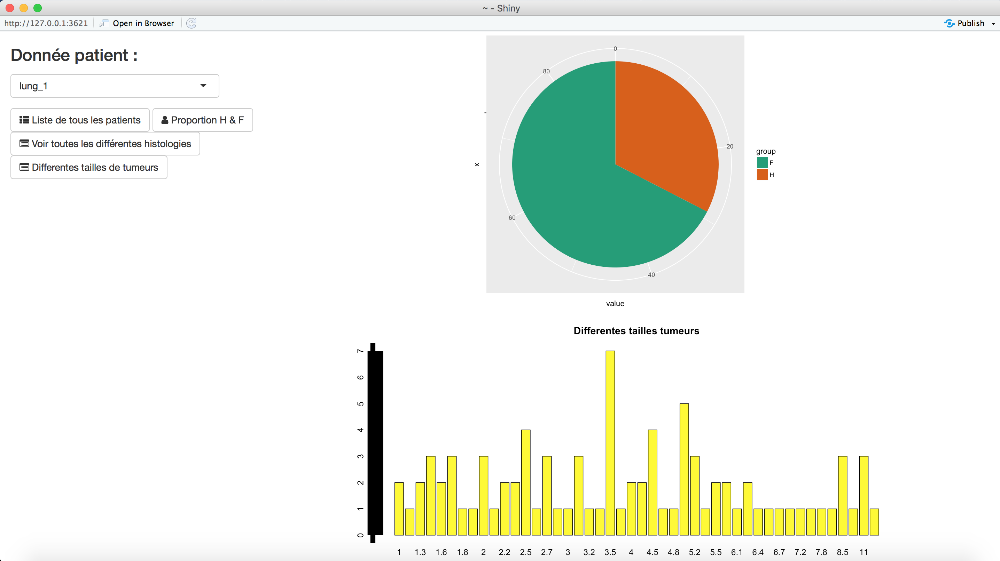 ~ - Shiny
http://127.0.0.1:3621 Open in Browser Publish
Donnée patient :
lung_1
Liste de tous les patients Proportion H & F
Voir toutes les différentes histologies
Differentes tailles de tumeurs
0
80
20
60
40
x
value
group
F
H
Differentes tailles tumeurs
7
6
5
4
3
2
1
0
1 1.3 1.6 1.8 2 2.2 2.5 2.7 3 3.2 3.5 4 4.5 4.8 5.2 5.5 6.1 6.4 6.7 7.2 7.8 8.5 11